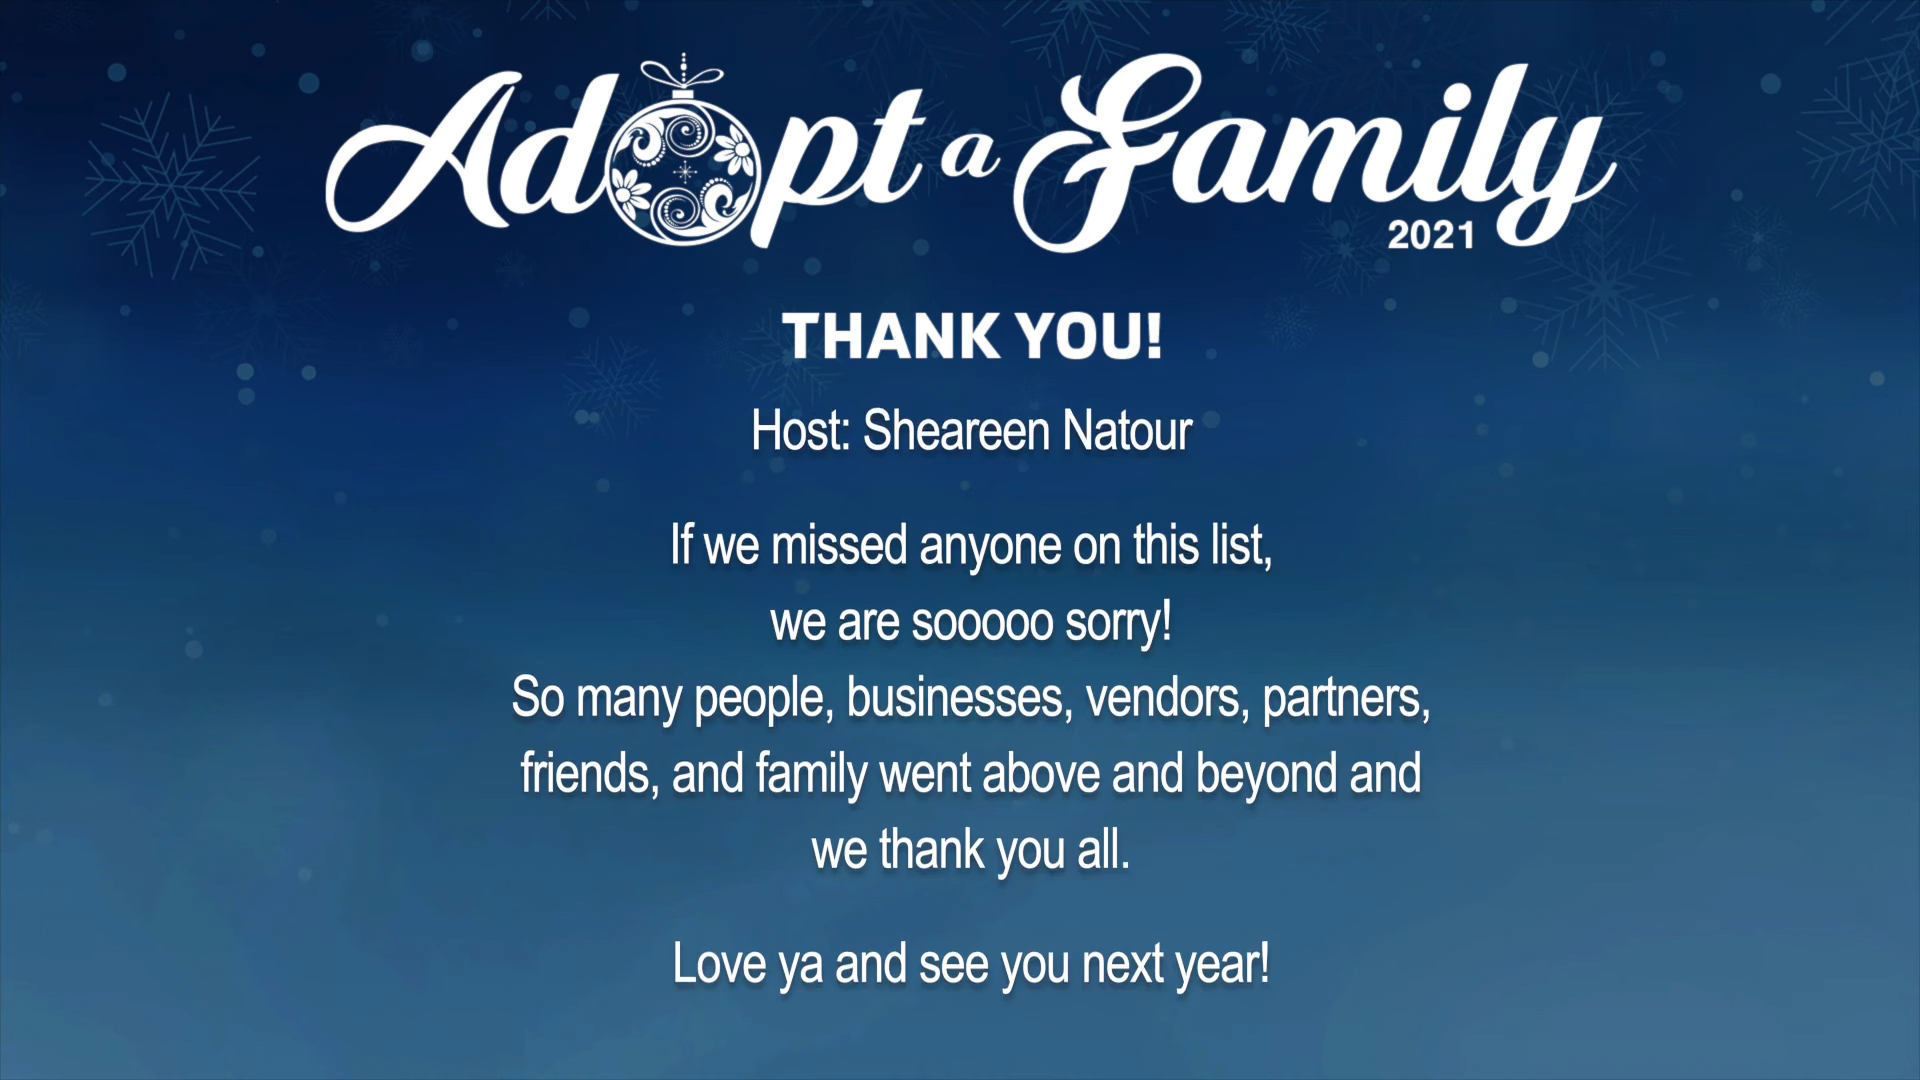 Adopt a Family
2021
THANK YOU!
Host: Sheareen Natour
If we missed anyone on this list,
we are sooooo sorry!
So many people, businesses, vendors, partners,
friends, and family went above and beyond and
we thank you all.
Love ya and see you next year!